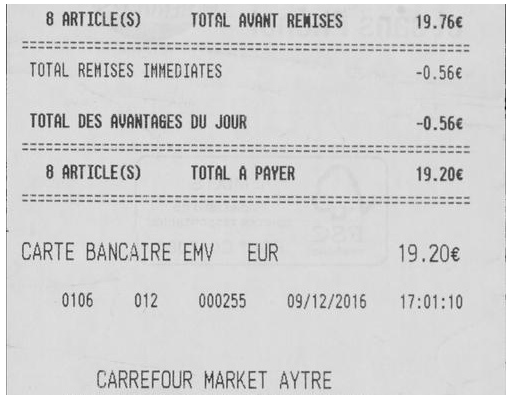 8 ARTICLE(S) TOTAL AVANT REMISES 19.76€
================================================
TOTAL REMISES IMMEDIATES -0.56€
TOTAL DES AVANTAGES DU JOUR -0.56€
================================================
8 ARTICLE(S) TOTAL A PAYER 19.20€
================================================
CARTE BANCAIRE EMV EUR 19.20€
0106 012 000255 09/12/2016 17:01:10
CARREFOUR MARKET AYTRE